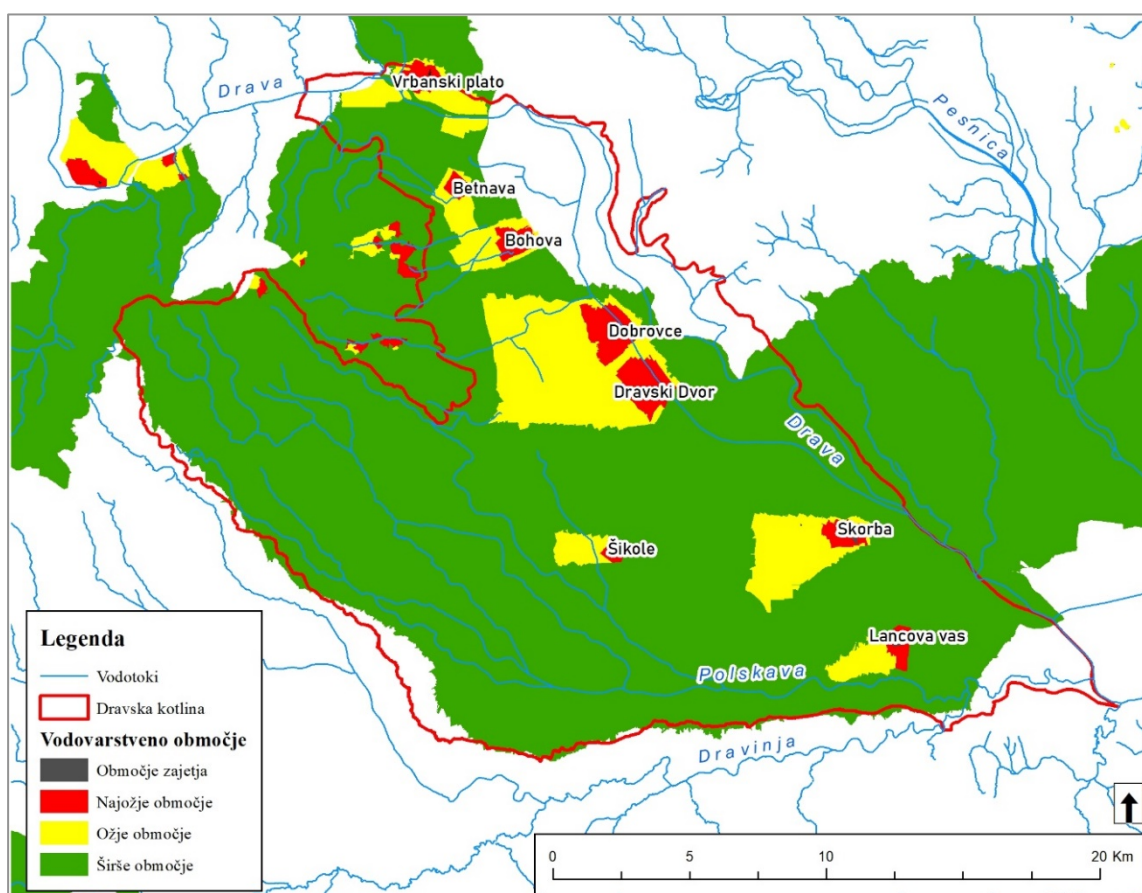 Vrbanski plato
Drava
Pesnica
Betnava
Bohova
Dobrovce
Dravski Dvor
Drava
Skorba
Šikole
Lancova vas
Polskava
Dravinja
Legenda
Vodotoki
Dravska kotlina
Vodovarstveno območje
Območje zajetja
Najožje območje
Ožje območje
Širše območje
0 5 10 20 Km